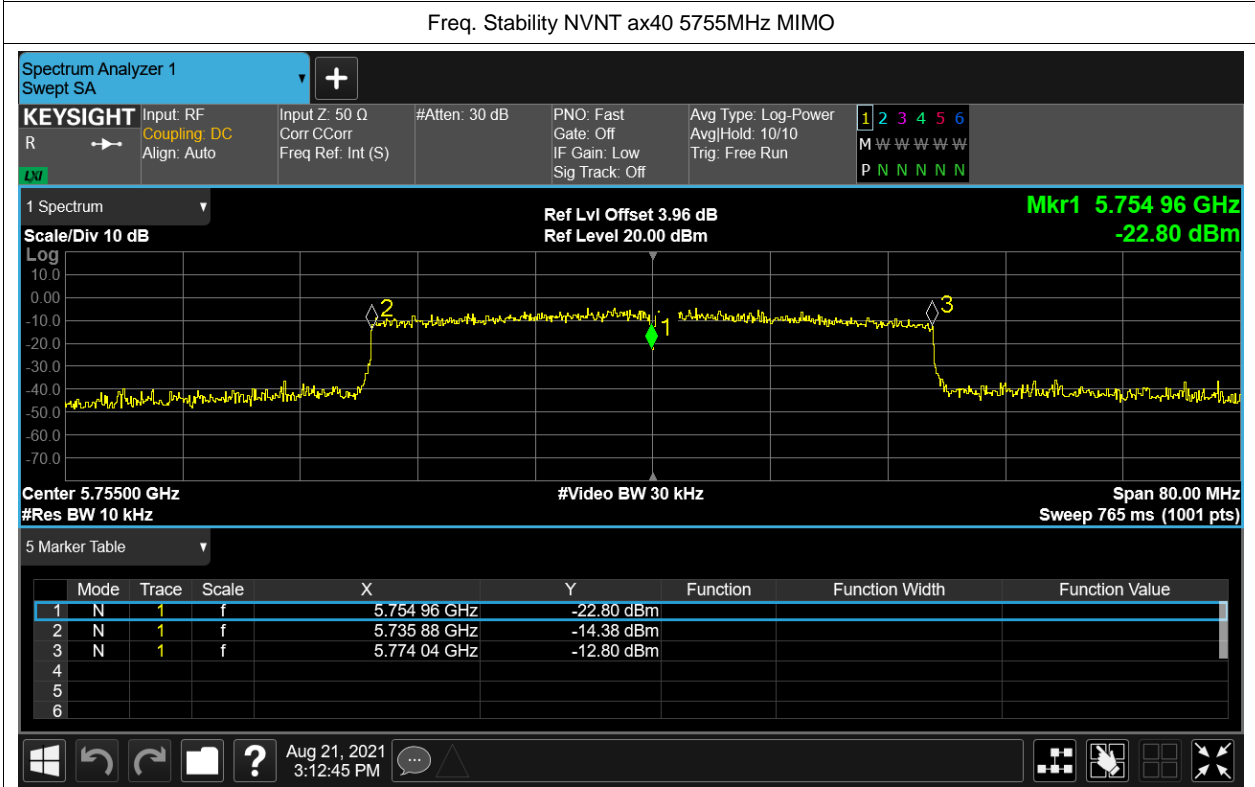 Freq. Stability NVNT ax40 5755MHz MIMO
Spectrum Analyzer 1
Swept SA
KEYSIGHT
R
LXI
Input: RF
Coupling: DC
Align: Auto
Input Z: 50 Ω
Corr CCorr
Freq Ref: Int (S)
#Atten: 30 dB
PNO: Fast
Gate: Off
IF Gain: Low
Sig Track: Off
Avg Type: Log-Power
Avg|Hold: 10/10
Trig: Free Run
1 2 3 4 5 6
M W W W W W
P N N N N N
1 Spectrum
Scale/Div 10 dB
Ref Lvl Offset 3.96 dB
Ref Level 20.00 dBm
Mkr1 5.754 96 GHz
-22.80 dBm
Log
10.0
0.00
-10.0
-20.0
-30.0
-40.0
-50.0
-60.0
-70.0
2
1
3
Center 5.75500 GHz
#Video BW 30 kHz
Span 80.00 MHz
#Res BW 10 kHz
Sweep 765 ms (1001 pts)
5 Marker Table
Mode Trace Scale X Y Function Function Width Function Value
1 N 1 f 5.754 96 GHz -22.80 dBm
2 N 1 f 5.735 88 GHz -14.38 dBm
3 N 1 f 5.774 04 GHz -12.80 dBm
4
5
6
?
Aug 21, 2021
3:12:45 PM